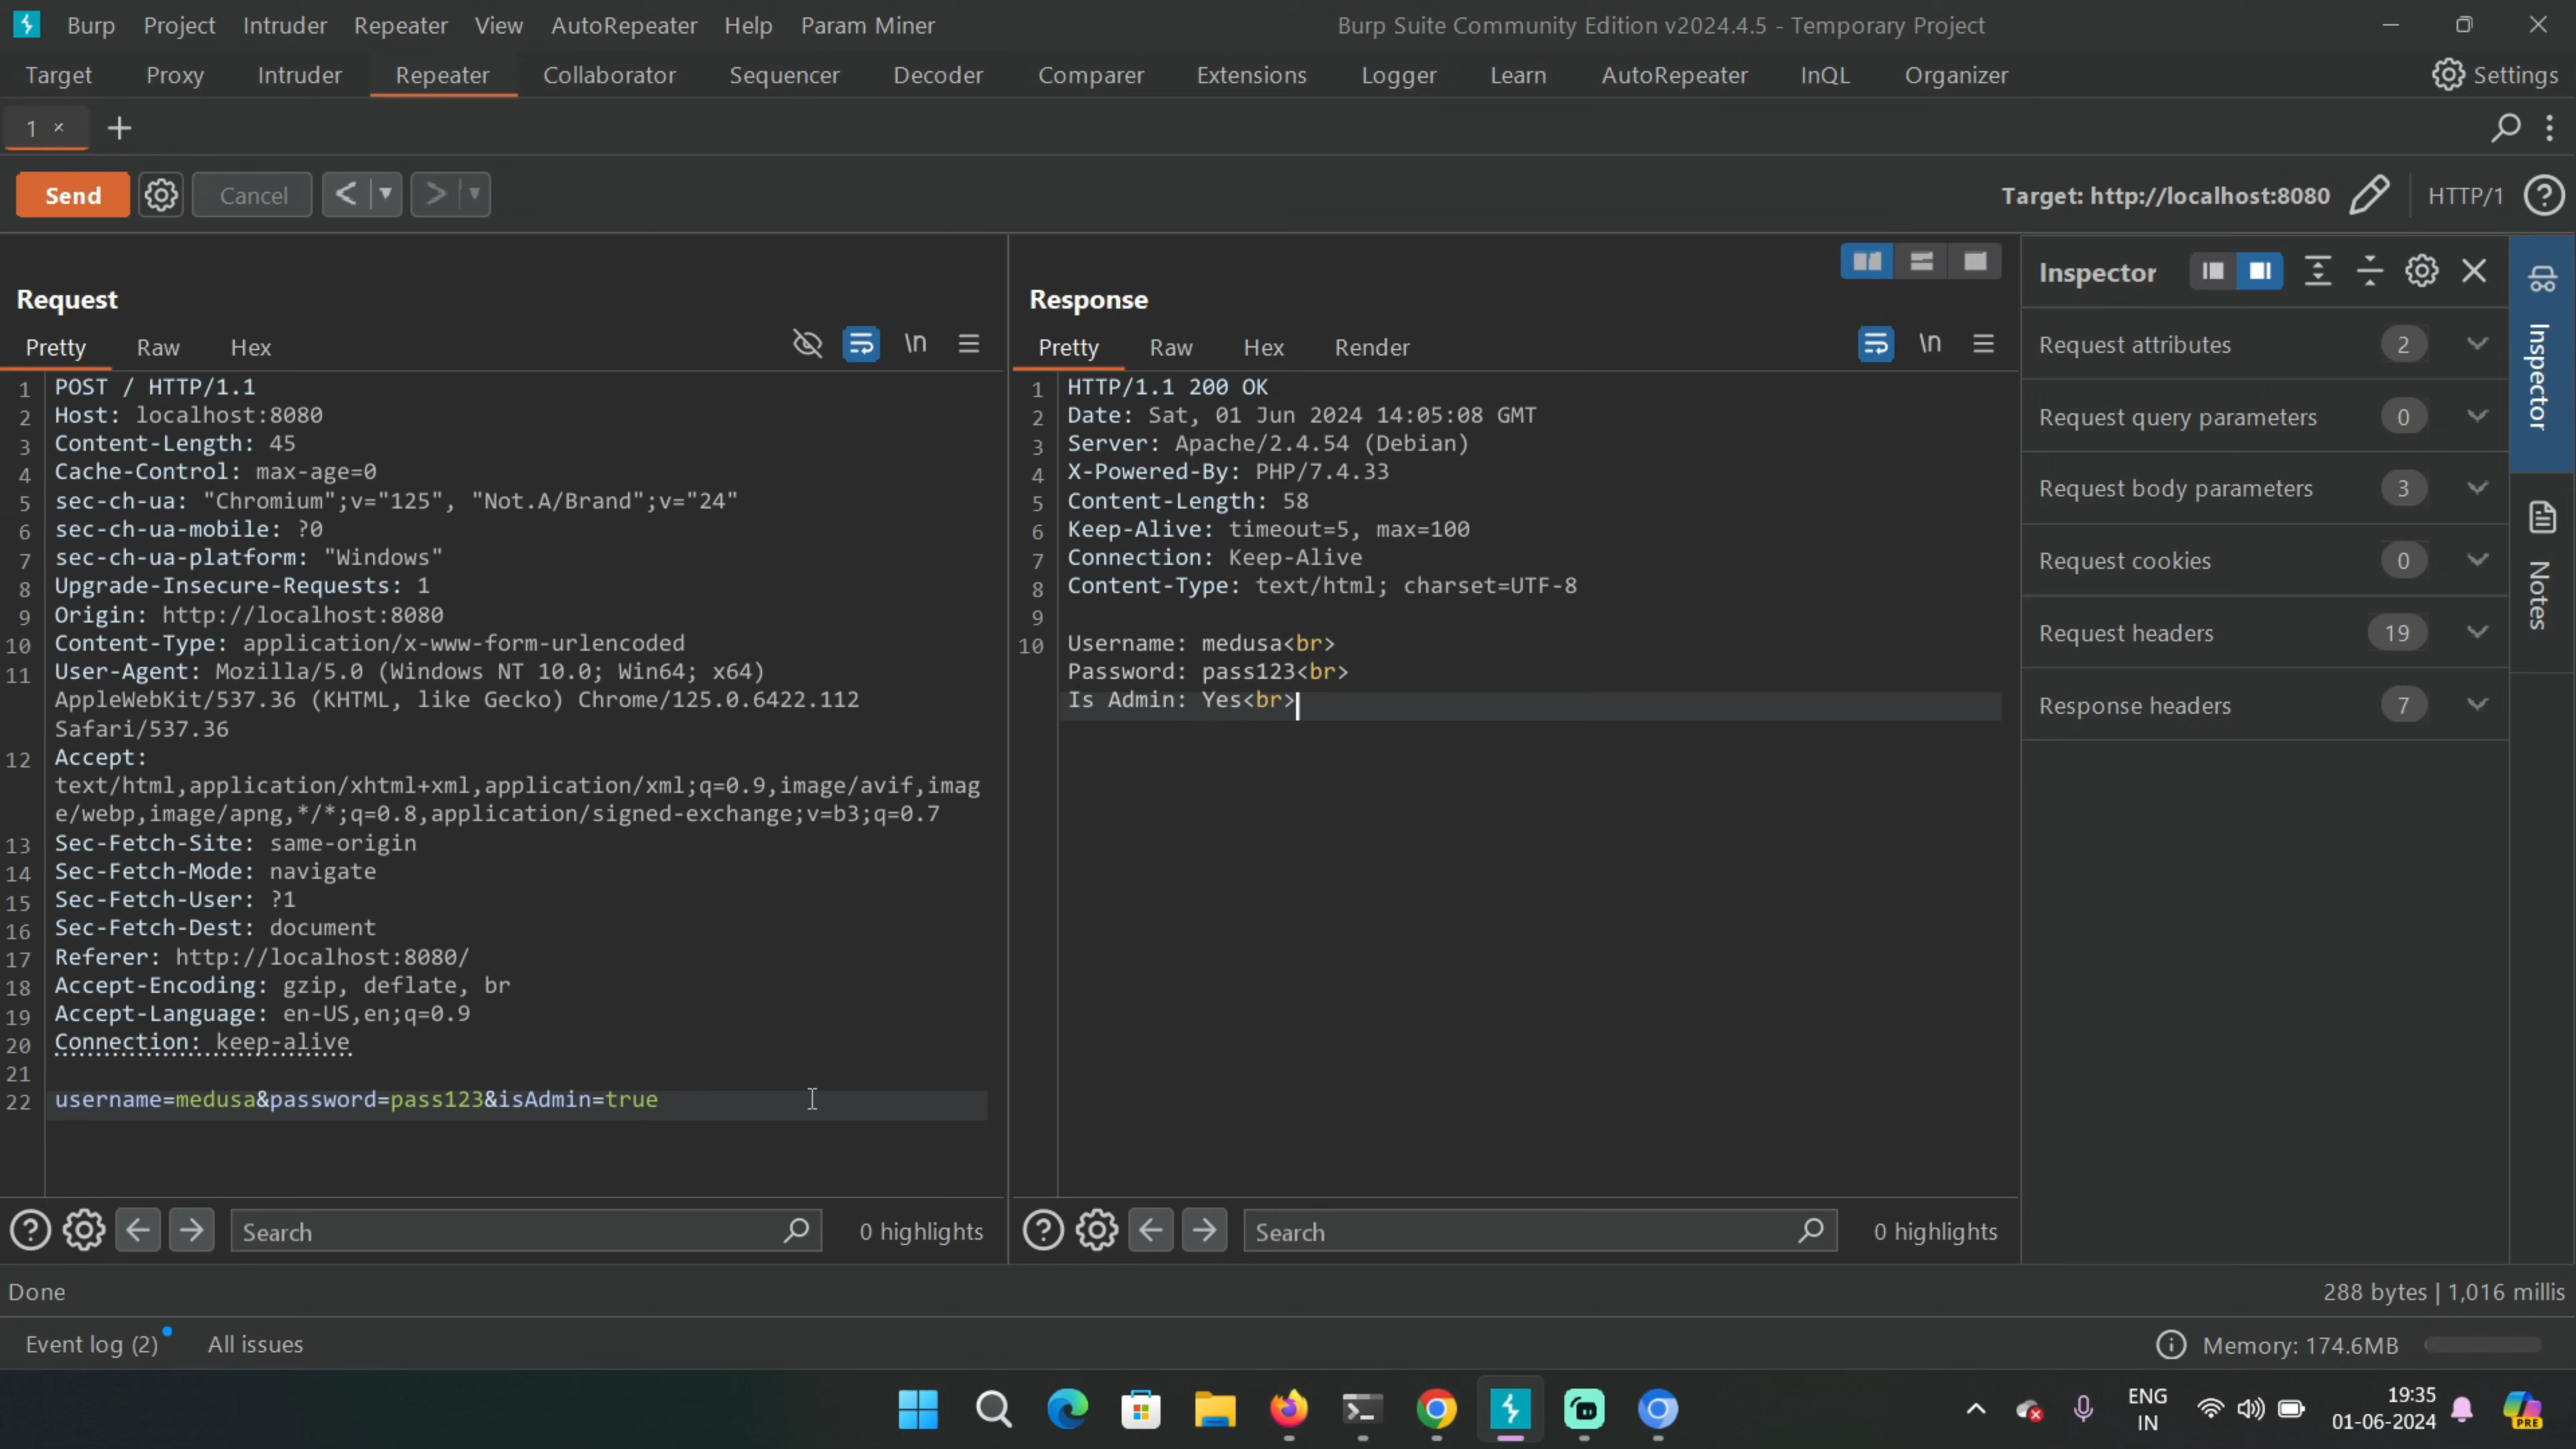 Burp Project Intruder Repeater View AutoRepeater Help Param Miner Burp Suite Community Edition v2024.4.5 - Temporary Project
Target Proxy Intruder Repeater Collaborator Sequencer Decoder Comparer Extensions Logger Learn AutoRepeater InQL Organizer Settings
1 × +
Send Cancel < > Target: http://localhost:8080 HTTP/1 ?
Request
Pretty Raw Hex \n
1 POST / HTTP/1.1
2 Host: localhost:8080
3 Content-Length: 45
4 Cache-Control: max-age=0
5 sec-ch-ua: "Chromium";v="125", "Not.A/Brand";v="24"
6 sec-ch-ua-mobile: ?0
7 sec-ch-ua-platform: "Windows"
8 Upgrade-Insecure-Requests: 1
9 Origin: http://localhost:8080
10 Content-Type: application/x-www-form-urlencoded
11 User-Agent: Mozilla/5.0 (Windows NT 10.0; Win64; x64)
AppleWebKit/537.36 (KHTML, like Gecko) Chrome/125.0.6422.112
Safari/537.36
12 Accept:
text/html,application/xhtml+xml,application/xml;q=0.9,image/avif,imag
e/webp,image/apng,*/*;q=0.8,application/signed-exchange;v=b3;q=0.7
13 Sec-Fetch-Site: same-origin
14 Sec-Fetch-Mode: navigate
15 Sec-Fetch-User: ?1
16 Sec-Fetch-Dest: document
17 Referer: http://localhost:8080/
18 Accept-Encoding: gzip, deflate, br
19 Accept-Language: en-US,en;q=0.9
20 Connection: keep-alive
21
22 username=medusa&password=pass123&isAdmin=true
Search 0 highlights
Response
Pretty Raw Hex Render \n
1 HTTP/1.1 200 OK
2 Date: Sat, 01 Jun 2024 14:05:08 GMT
3 Server: Apache/2.4.54 (Debian)
4 X-Powered-By: PHP/7.4.33
5 Content-Length: 58
6 Keep-Alive: timeout=5, max=100
7 Connection: Keep-Alive
8 Content-Type: text/html; charset=UTF-8
9
10 Username: medusa<br>
Password: pass123<br>
Is Admin: Yes<br>
Search 0 highlights
Inspector
Request attributes 2
Request query parameters 0
Request body parameters 3
Request cookies 0
Request headers 19
Response headers 7
Inspector
Notes
Done 288 bytes | 1,016 millis
Event log (2) All issues Memory: 174.6MB
ENG
IN
19:35
01-06-2024
PRE